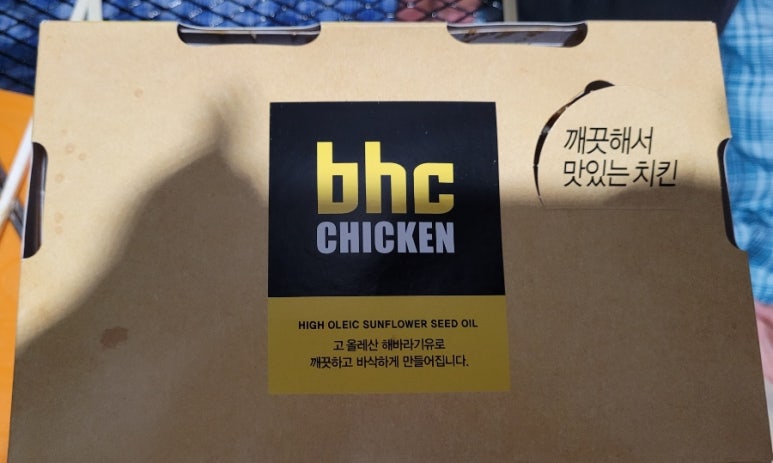 bhc
CHICKEN
깨끗해서
맛있는 치킨
HIGH OLEIC SUNFLOWER SEED OIL
고 올레산 해바라기유로
깨끗하고 바삭하게 만들어집니다.